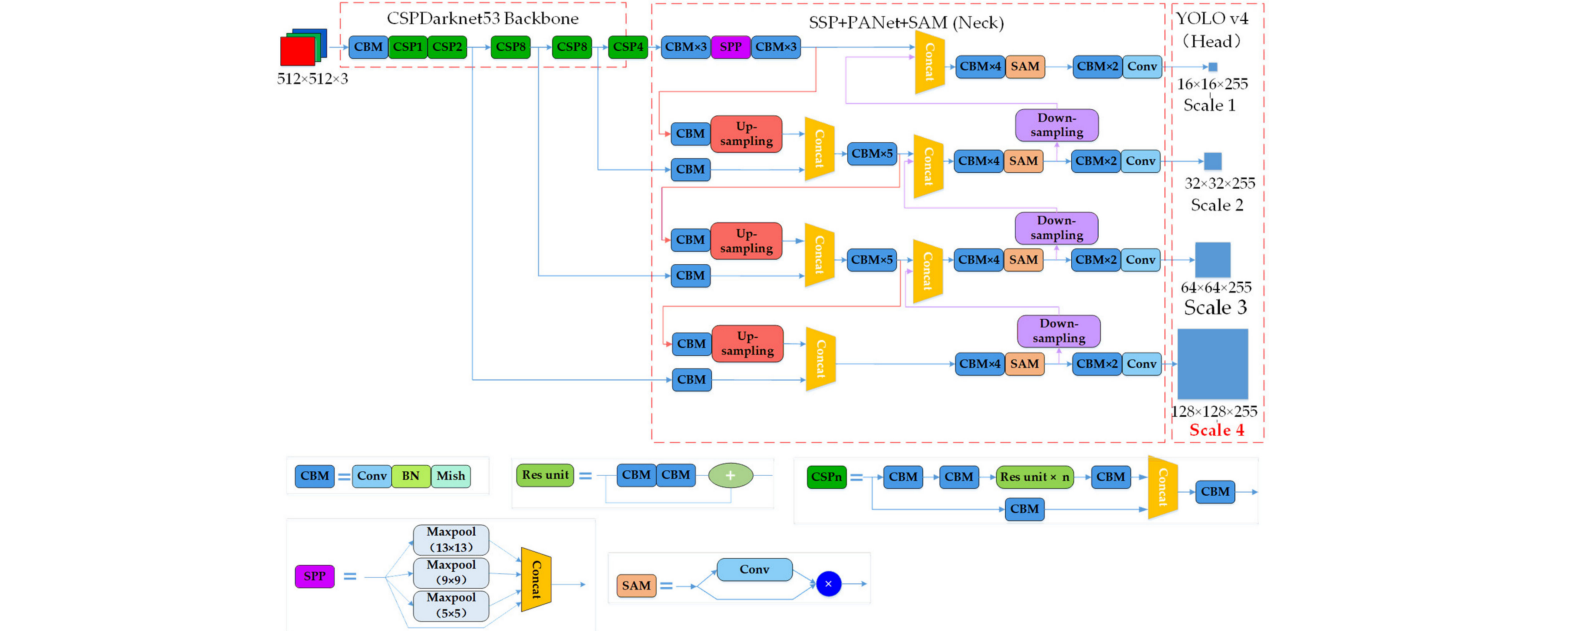 CSPDarknet53 Backbone
SSP+PANet+SAM (Neck)
YOLO v4
（Head）
512×512×3
CBM CSP1 CSP2 CSP8 CSP8 CSP4 CBM×3 SPP CBM×3
Concat
CBM×4 SAM CBM×2 Conv
16×16×255
Scale 1
Down-
sampling
CBM Up-
sampling
Concat
CBM
CBM×5
Concat
CBM×4 SAM CBM×2 Conv
32×32×255
Scale 2
Down-
sampling
CBM Up-
sampling
Concat
CBM
CBM×5
Concat
CBM×4 SAM CBM×2 Conv
64×64×255
Scale 3
Down-
sampling
CBM Up-
sampling
Concat
CBM
CBM×4 SAM CBM×2 Conv
128×128×255
Scale 4
CBM = Conv BN Mish
Res unit = CBM CBM +
CSPn = CBM CBM Res unit × n CBM
CBM
Concat
CBM
SPP =
Maxpool
（13×13）
Maxpool
（9×9）
Maxpool
（5×5）
Concat
SAM = Conv ×